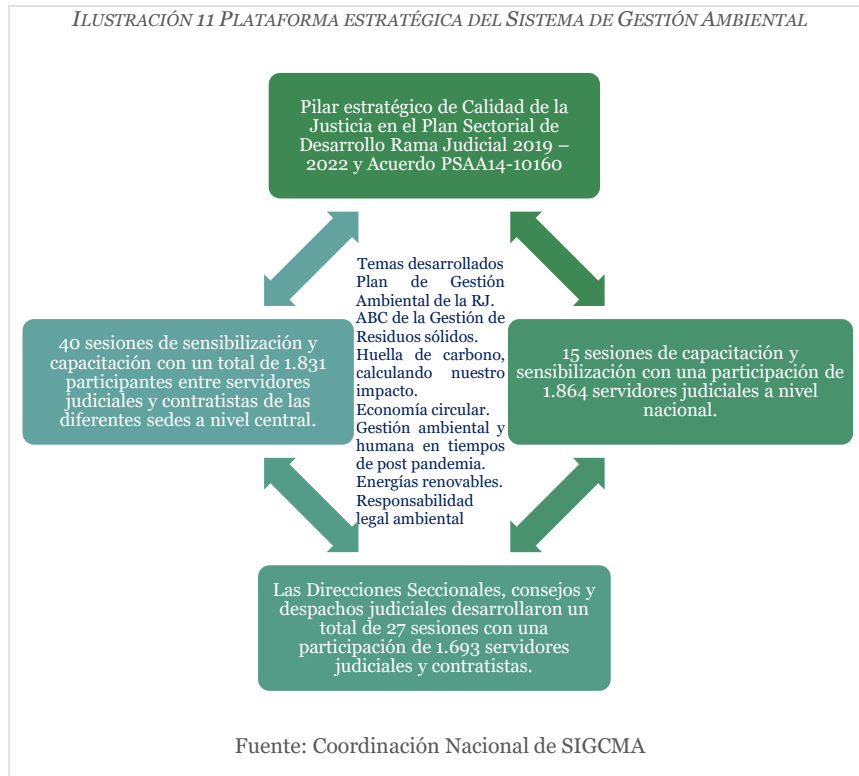 ILUSTRACIÓN 11 PLATAFORMA ESTRATÉGICA DEL SISTEMA DE GESTIÓN AMBIENTAL
Pilar estratégico de Calidad de la
Justicia en el Plan Sectorial de
Desarrollo Rama Judicial 2019 –
2022 y Acuerdo PSAA14-10160
40 sesiones de sensibilización y
capacitación con un total de 1.831
participantes entre servidores
judiciales y contratistas de las
diferentes sedes a nivel central.
Temas desarrollados
Plan de Gestión
Ambiental de la RJ.
ABC de la Gestión de
Residuos sólidos.
Huella de carbono,
calculando nuestro
impacto.
Economía circular.
Gestión ambiental y
humana en tiempos
de post pandemia.
Energías renovables.
Responsabilidad
legal ambiental
15 sesiones de capacitación y
sensibilización con una participación de
1.864 servidores judiciales a nivel
nacional.
Las Direcciones Seccionales, consejos y
despachos judiciales desarrollaron un
total de 27 sesiones con una
participación de 1.693 servidores
judiciales y contratistas.
Fuente: Coordinación Nacional de SIGCMA